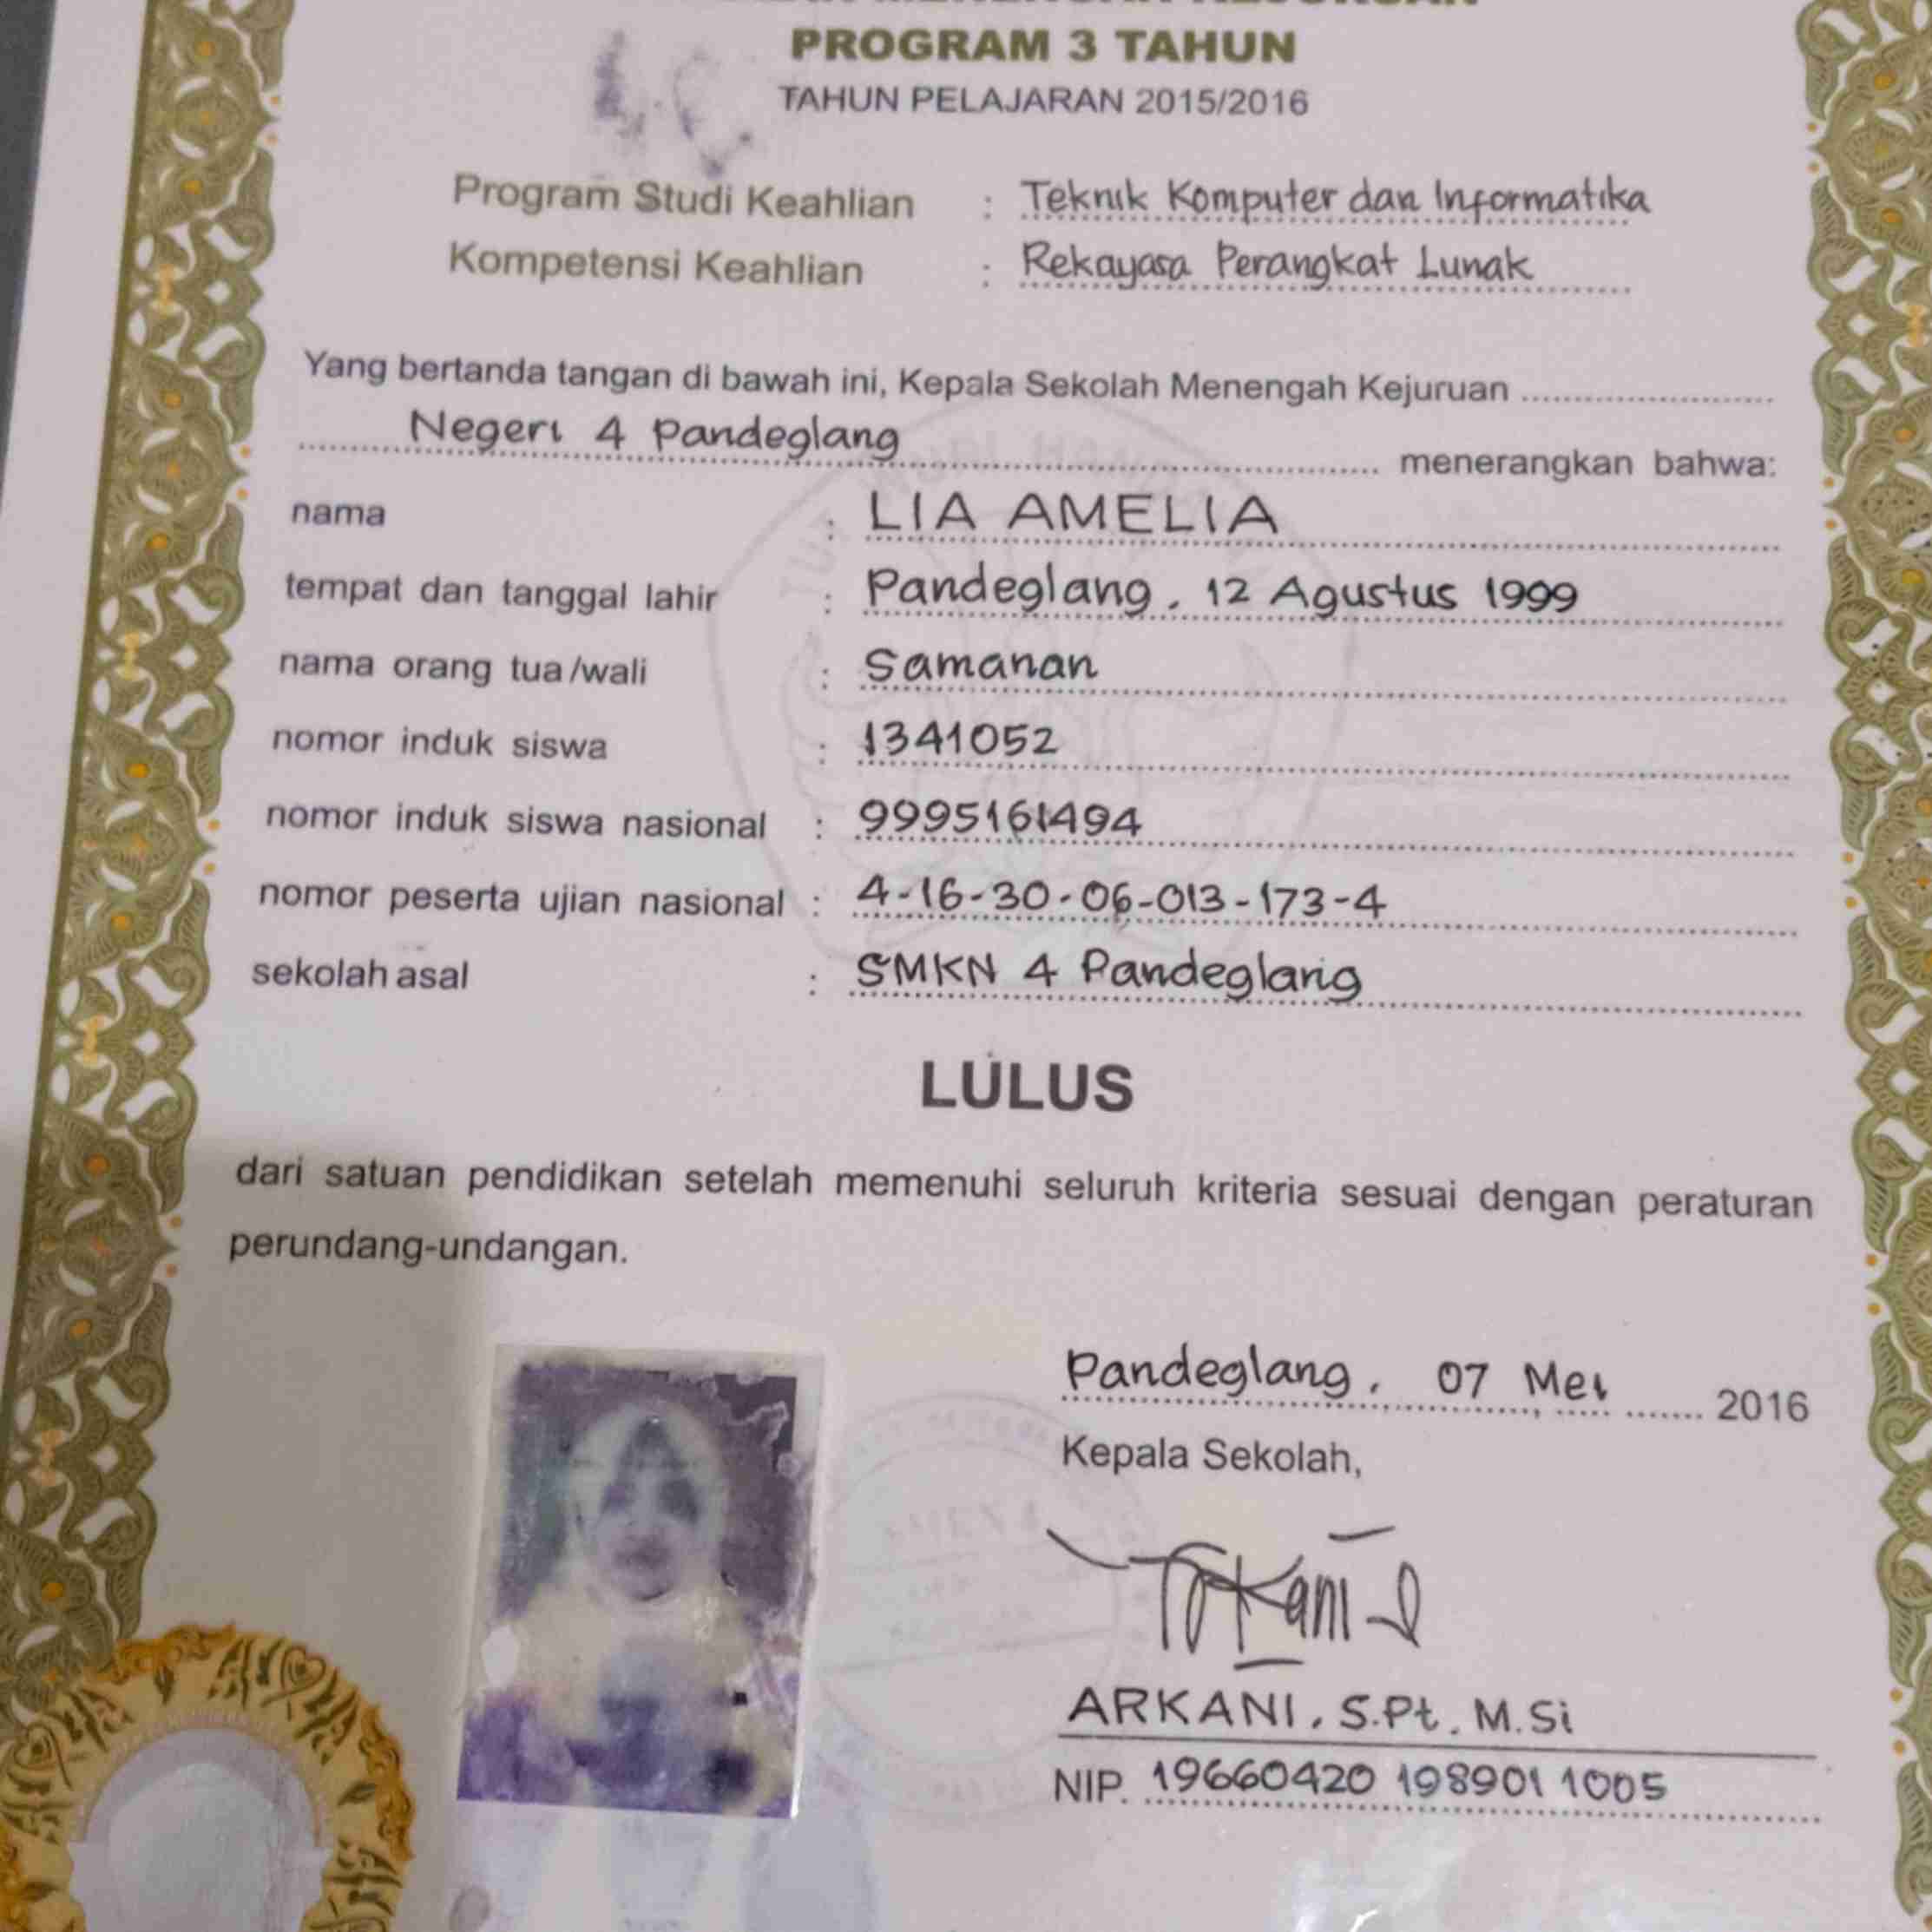 PROGRAM 3 TAHUN
TAHUN PELAJARAN 2015/2016
Program Studi Keahlian : Teknik Komputer dan Informatika
Kompetensi Keahlian : Rekayasa Perangkat Lunak
Yang bertanda tangan di bawah ini, Kepala Sekolah Menengah Kejuruan
Negeri 4 Pandeglang menerangkan bahwa:
nama : LIA AMELIA
tempat dan tanggal lahir : Pandeglang, 12 Agustus 1999
nama orang tua/wali : Samanan
nomor induk siswa : 1341052
nomor induk siswa nasional : 9995161494
nomor peserta ujian nasional : 4-16-30-06-013-173-4
sekolah asal : SMKN 4 Pandeglang
LULUS
dari satuan pendidikan setelah memenuhi seluruh kriteria sesuai dengan peraturan
perundang-undangan.
Pandeglang, 07 Mei 2016
Kepala Sekolah,
ARKANI, S.Pt, M.Si
NIP. 19660420 198901 1005